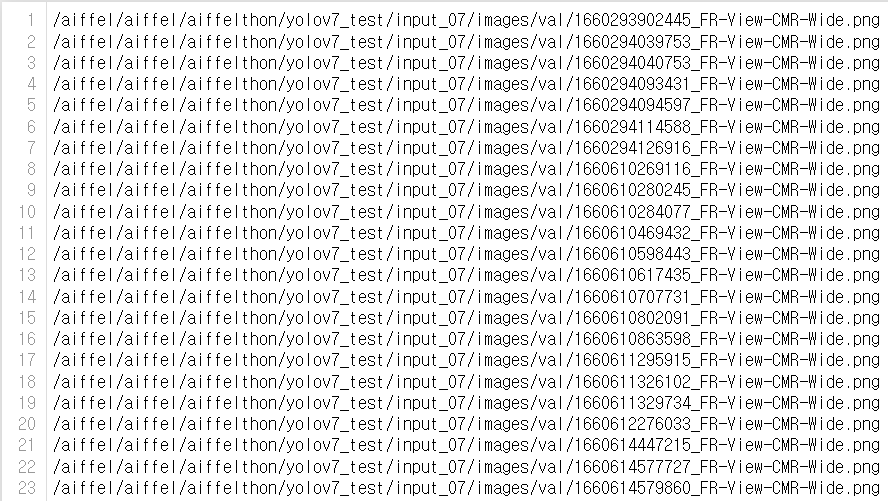 1 /aiffel/aiffel/aiffelthon/yolov7_test/input_07/images/val/1660293902445_FR-View-CMR-Wide.png
2 /aiffel/aiffel/aiffelthon/yolov7_test/input_07/images/val/1660294039753_FR-View-CMR-Wide.png
3 /aiffel/aiffel/aiffelthon/yolov7_test/input_07/images/val/1660294040753_FR-View-CMR-Wide.png
4 /aiffel/aiffel/aiffelthon/yolov7_test/input_07/images/val/1660294093431_FR-View-CMR-Wide.png
5 /aiffel/aiffel/aiffelthon/yolov7_test/input_07/images/val/1660294094597_FR-View-CMR-Wide.png
6 /aiffel/aiffel/aiffelthon/yolov7_test/input_07/images/val/1660294114588_FR-View-CMR-Wide.png
7 /aiffel/aiffel/aiffelthon/yolov7_test/input_07/images/val/1660294126916_FR-View-CMR-Wide.png
8 /aiffel/aiffel/aiffelthon/yolov7_test/input_07/images/val/1660610269116_FR-View-CMR-Wide.png
9 /aiffel/aiffel/aiffelthon/yolov7_test/input_07/images/val/1660610280245_FR-View-CMR-Wide.png
10 /aiffel/aiffel/aiffelthon/yolov7_test/input_07/images/val/1660610284077_FR-View-CMR-Wide.png
11 /aiffel/aiffel/aiffelthon/yolov7_test/input_07/images/val/1660610469432_FR-View-CMR-Wide.png
12 /aiffel/aiffel/aiffelthon/yolov7_test/input_07/images/val/1660610598443_FR-View-CMR-Wide.png
13 /aiffel/aiffel/aiffelthon/yolov7_test/input_07/images/val/1660610617435_FR-View-CMR-Wide.png
14 /aiffel/aiffel/aiffelthon/yolov7_test/input_07/images/val/1660610707731_FR-View-CMR-Wide.png
15 /aiffel/aiffel/aiffelthon/yolov7_test/input_07/images/val/1660610802091_FR-View-CMR-Wide.png
16 /aiffel/aiffel/aiffelthon/yolov7_test/input_07/images/val/1660610863598_FR-View-CMR-Wide.png
17 /aiffel/aiffel/aiffelthon/yolov7_test/input_07/images/val/1660611295915_FR-View-CMR-Wide.png
18 /aiffel/aiffel/aiffelthon/yolov7_test/input_07/images/val/1660611326102_FR-View-CMR-Wide.png
19 /aiffel/aiffel/aiffelthon/yolov7_test/input_07/images/val/1660611329734_FR-View-CMR-Wide.png
20 /aiffel/aiffel/aiffelthon/yolov7_test/input_07/images/val/1660612276033_FR-View-CMR-Wide.png
21 /aiffel/aiffel/aiffelthon/yolov7_test/input_07/images/val/1660614447215_FR-View-CMR-Wide.png
22 /aiffel/aiffel/aiffelthon/yolov7_test/input_07/images/val/1660614577727_FR-View-CMR-Wide.png
23 /aiffel/aiffel/aiffelthon/yolov7_test/input_07/images/val/1660614579860_FR-View-CMR-Wide.png